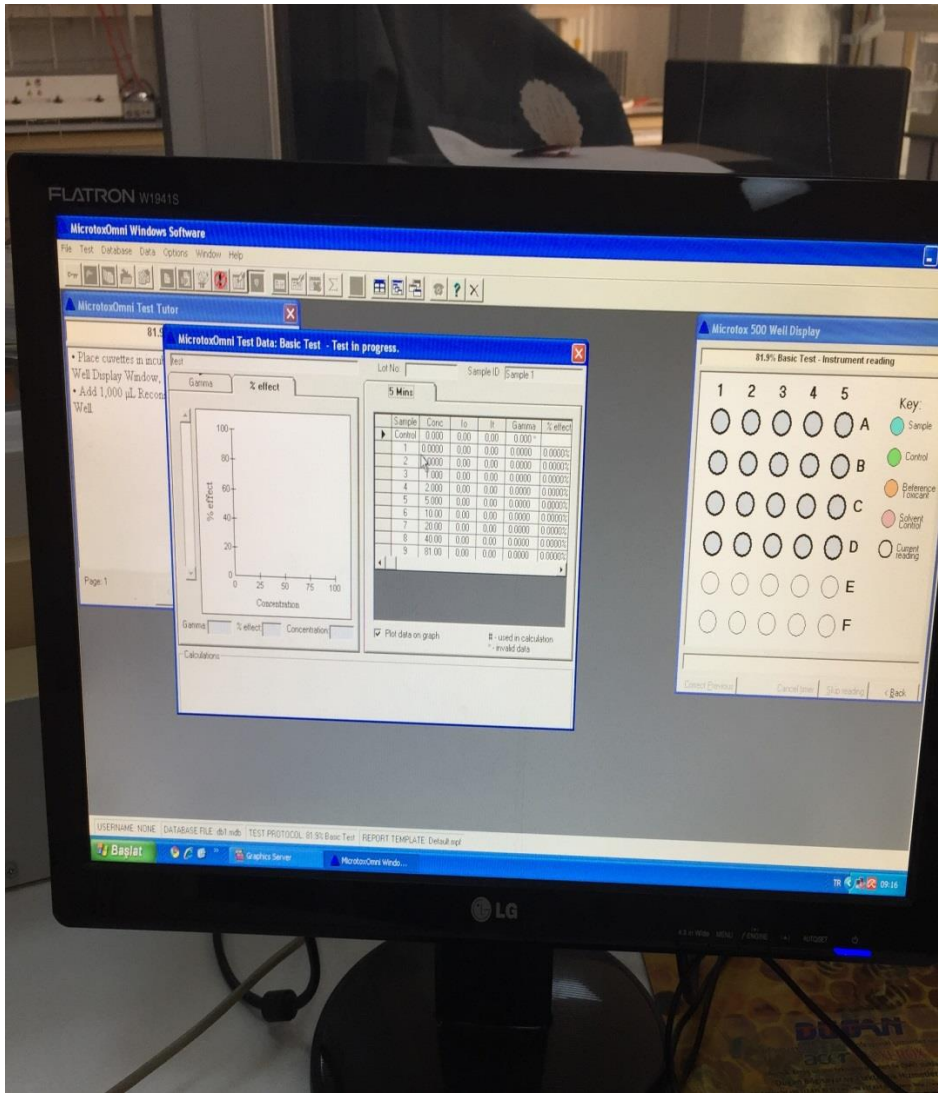 FLATRON W1941S
MicrotoxOmni Windows Software
File Test Database Data Options Window Help
MicrotoxOmni Test Tutor
81.9
• Place cuvettes in incu
Well Display Window,
• Add 1,000 µL Recon
Well.
Page: 1
MicrotoxOmni Test Data: Basic Test - Test in progress.
test
Lot No:
Sample ID Sample 1
Gamma
% effect
100
80
60
40
20
0
% effect
0 25 50 75 100
Concentration
Gamma % effect Concentration
Calculations
5 Mins
Sample Conc Io It Gamma % effect
Control 0.000 0.00 0.00 0.000 *
1 0.0000 0.00 0.00 0.0000 0.0000%
2 0.00 0.00 0.0000 0.0000%
3 1.000 0.00 0.00 0.0000 0.0000%
4 2.000 0.00 0.00 0.0000 0.0000%
5 5.000 0.00 0.00 0.0000 0.0000%
6 10.00 0.00 0.00 0.0000 0.0000%
7 20.00 0.00 0.00 0.0000 0.0000%
8 40.00 0.00 0.00 0.0000 0.0000%
9 81.00 0.00 0.00 0.0000 0.0000%
Plot data on graph
# - used in calculation
* - invalid data
Microtox 500 Well Display
81.9% Basic Test - Instrument reading
1 2 3 4 5
A
B
C
D
E
F
Key:
Sample
Control
Reference Toxicant
Solvent Control
Current reading
Correct Previous Cancel timer Skip reading < Back
USERNAME: NONE DATABASE FILE: db1.mdb TEST PROTOCOL: 81.9% Basic Test REPORT TEMPLATE: Default.mpl
Başlat
Graphics Server
MicrotoxOmni Windo...
TR
09:16
LG
MENU
AUTO/SET
DOĞAN